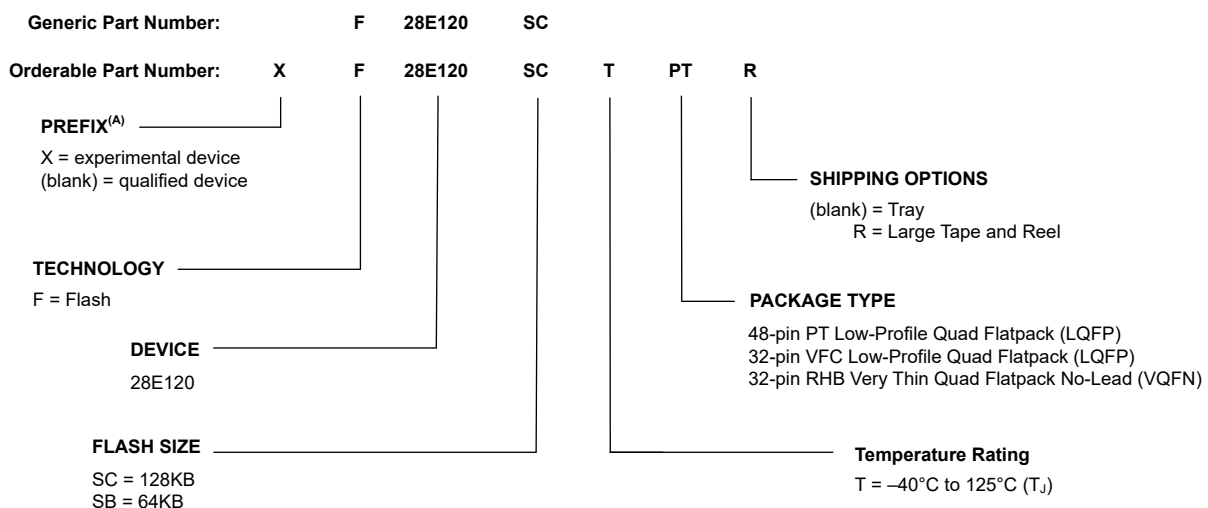 Generic Part Number: F 28E120 SC
Orderable Part Number: X F 28E120 SC T PT R
PREFIX(A)
X = experimental device
(blank) = qualified device
SHIPPING OPTIONS
(blank) = Tray
R = Large Tape and Reel
TECHNOLOGY
F = Flash
PACKAGE TYPE
48-pin PT Low-Profile Quad Flatpack (LQFP)
32-pin VFC Low-Profile Quad Flatpack (LQFP)
32-pin RHB Very Thin Quad Flatpack No-Lead (VQFN)
DEVICE
28E120
FLASH SIZE
SC = 128KB
SB = 64KB
Temperature Rating
T = –40°C to 125°C (TJ)